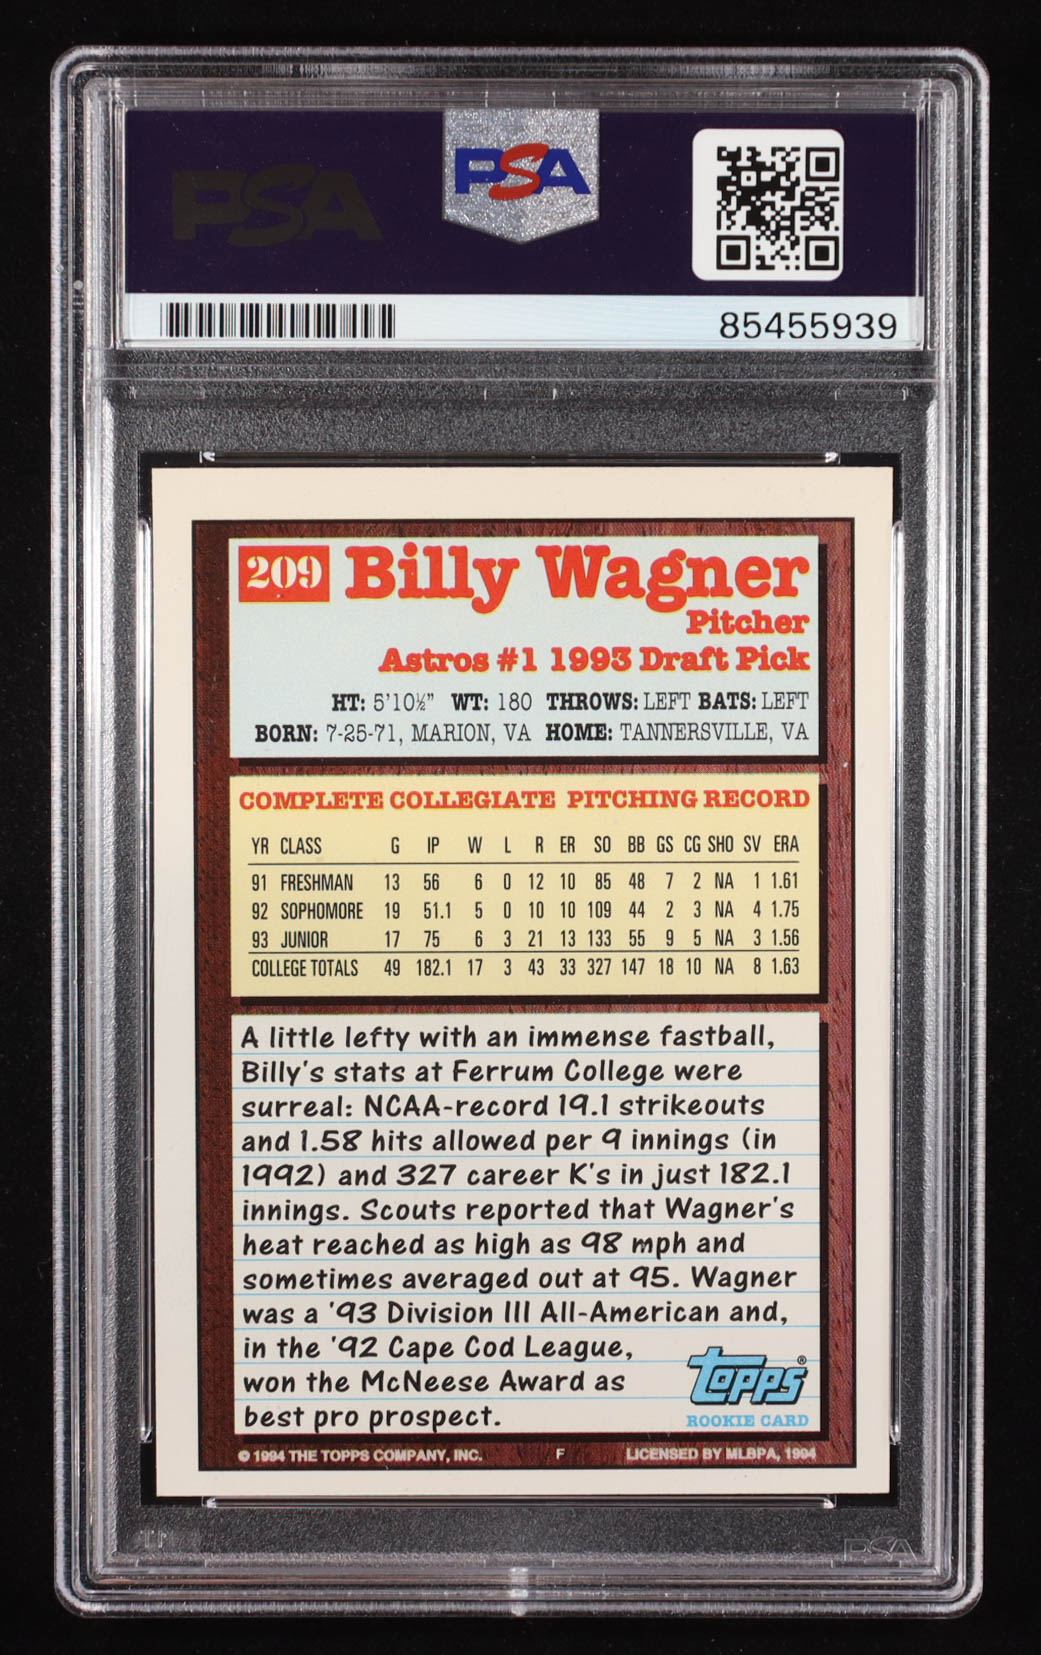 PSA
PSA
85455939
209 Billy Wagner
Pitcher
Astros #1 1993 Draft Pick
HT: 5'10½" WT: 180 THROWS: LEFT BATS: LEFT
BORN: 7-25-71, MARION, VA HOME: TANNERSVILLE, VA
COMPLETE COLLEGIATE PITCHING RECORD
YR CLASS G IP W L R ER SO BB GS CG SHO SV ERA
91 FRESHMAN 13 56 6 0 12 10 85 48 7 2 NA 1 1.61
92 SOPHOMORE 19 51.1 5 0 10 10 109 44 2 3 NA 4 1.75
93 JUNIOR 17 75 6 3 21 13 133 55 9 5 NA 3 1.56
COLLEGE TOTALS 49 182.1 17 3 43 33 327 147 18 10 NA 8 1.63
A little lefty with an immense fastball,
Billy's stats at Ferrum College were
surreal: NCAA-record 19.1 strikeouts
and 1.58 hits allowed per 9 innings (in
1992) and 327 career K's in just 182.1
innings. Scouts reported that Wagner's
heat reached as high as 98 mph and
sometimes averaged out at 95. Wagner
was a '93 Division III All-American and,
in the '92 Cape Cod League,
won the McNeese Award as
best pro prospect.
topps®
ROOKIE CARD
© 1994 THE TOPPS COMPANY, INC. F LICENSED BY MLBPA, 1994
PSA